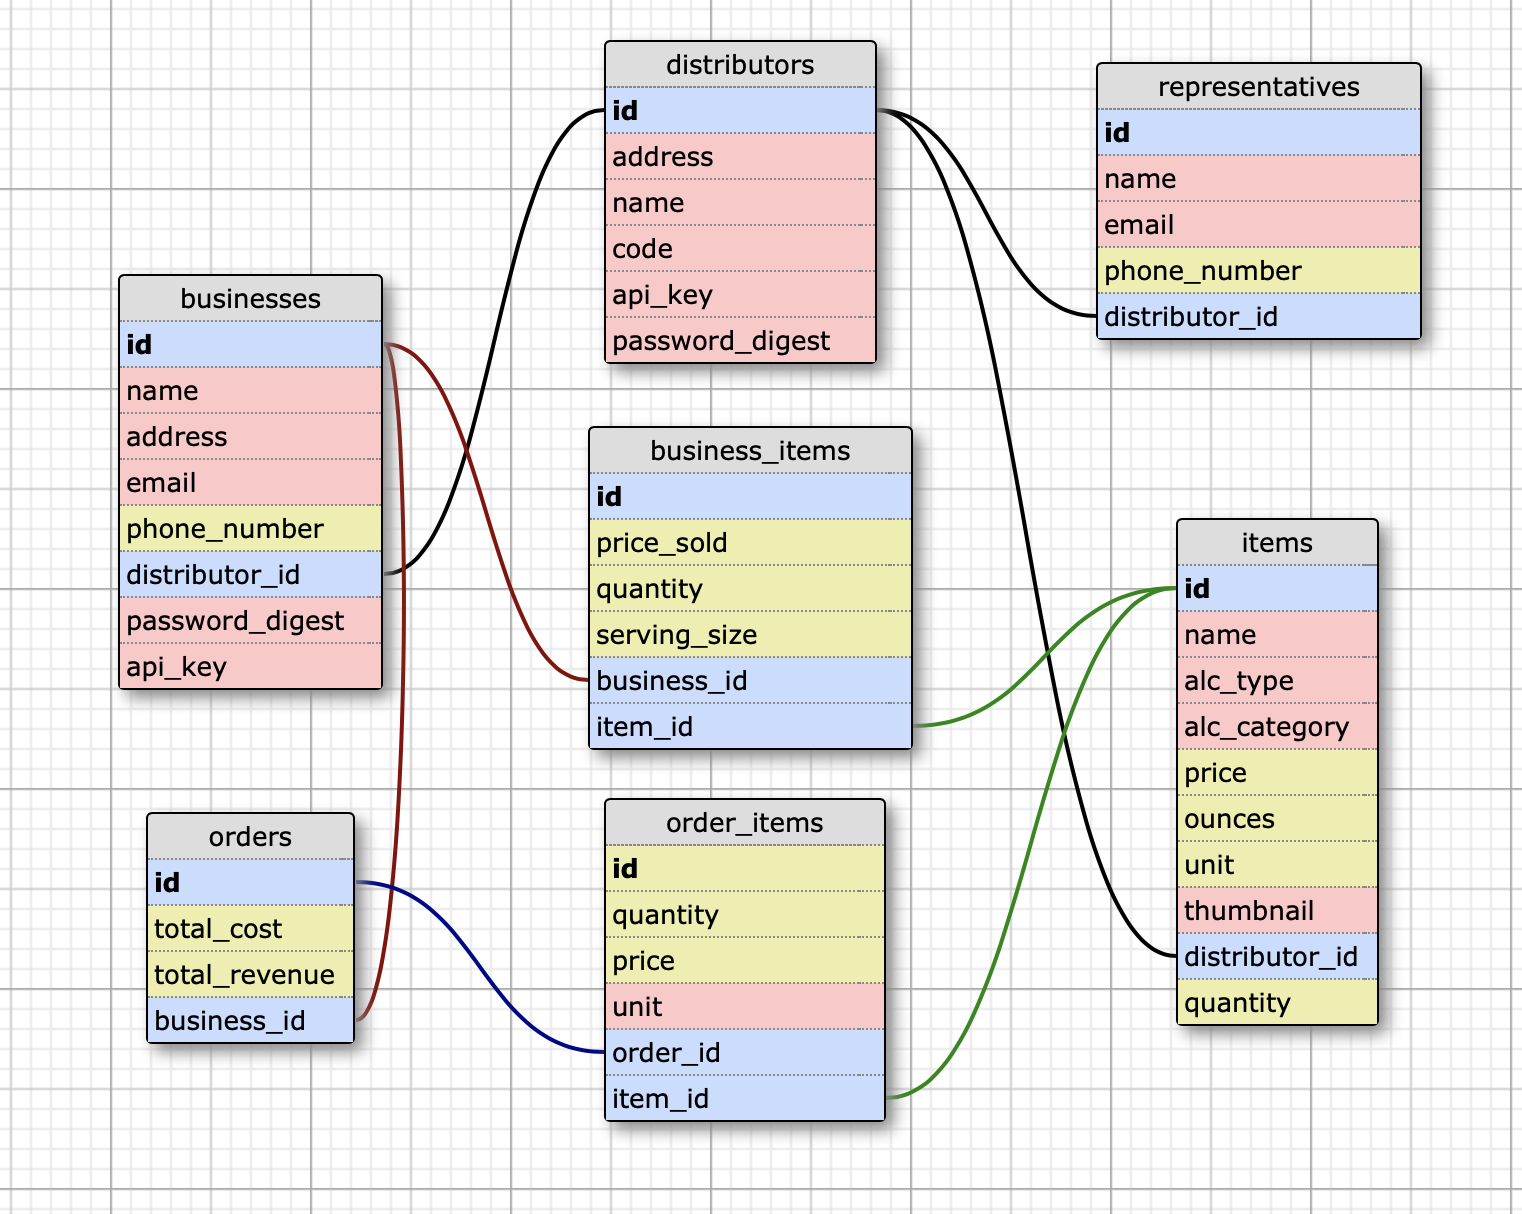 distributors
id
address
name
code
api_key
password_digest
representatives
id
name
email
phone_number
distributor_id
businesses
id
name
address
email
phone_number
distributor_id
password_digest
api_key
business_items
id
price_sold
quantity
serving_size
business_id
item_id
items
id
name
alc_type
alc_category
price
ounces
unit
thumbnail
distributor_id
quantity
orders
id
total_cost
total_revenue
business_id
order_items
id
quantity
price
unit
order_id
item_id